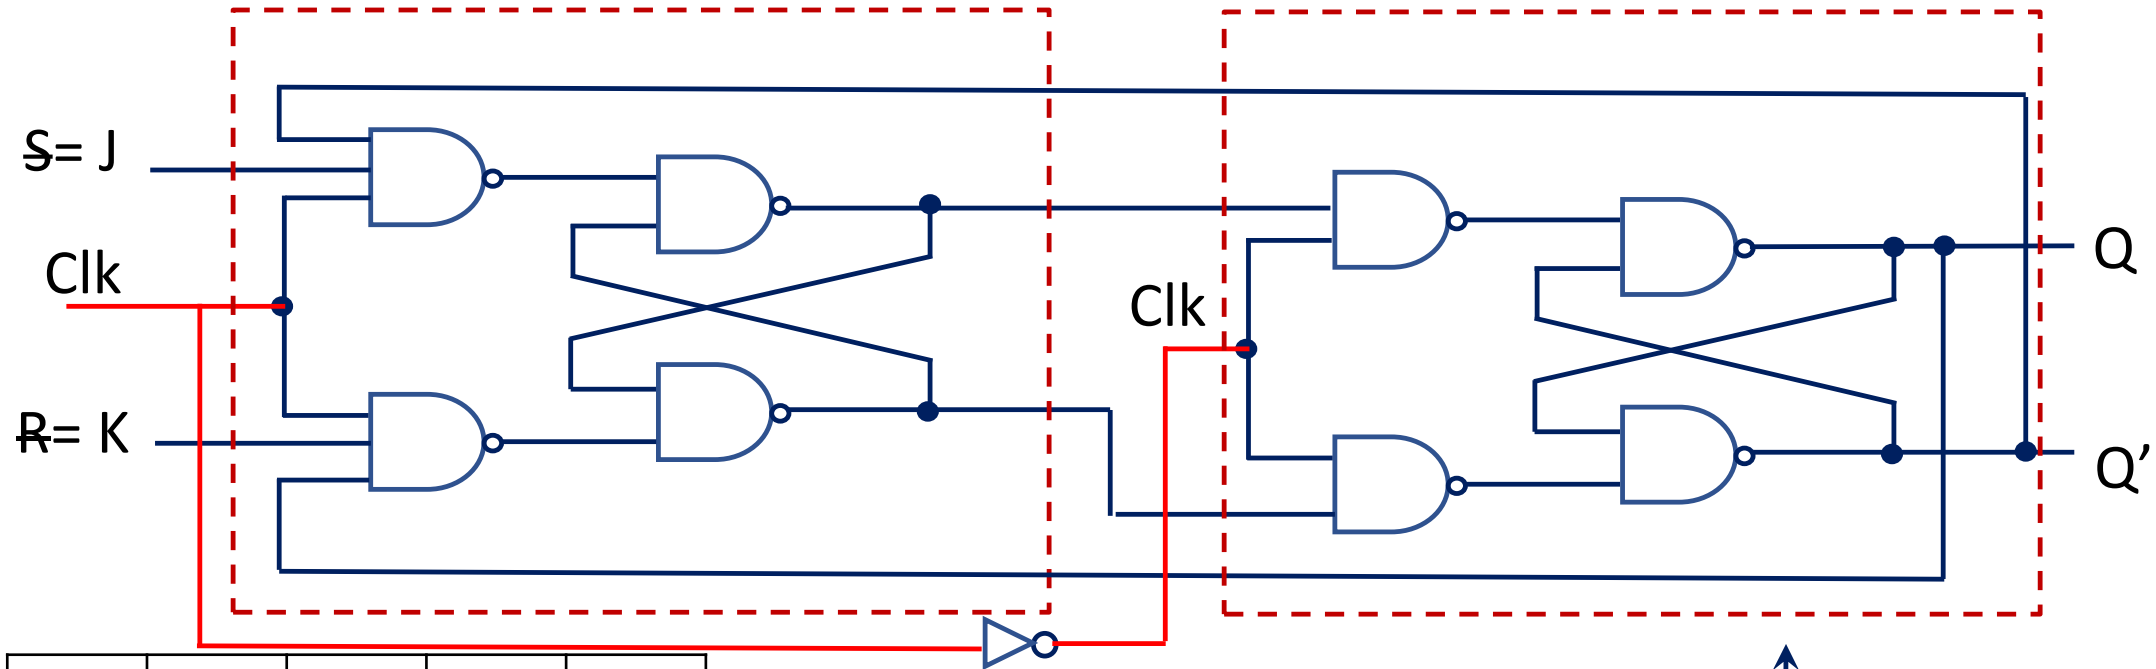 S= J
Clk
R= K
Clk
Q
Q’